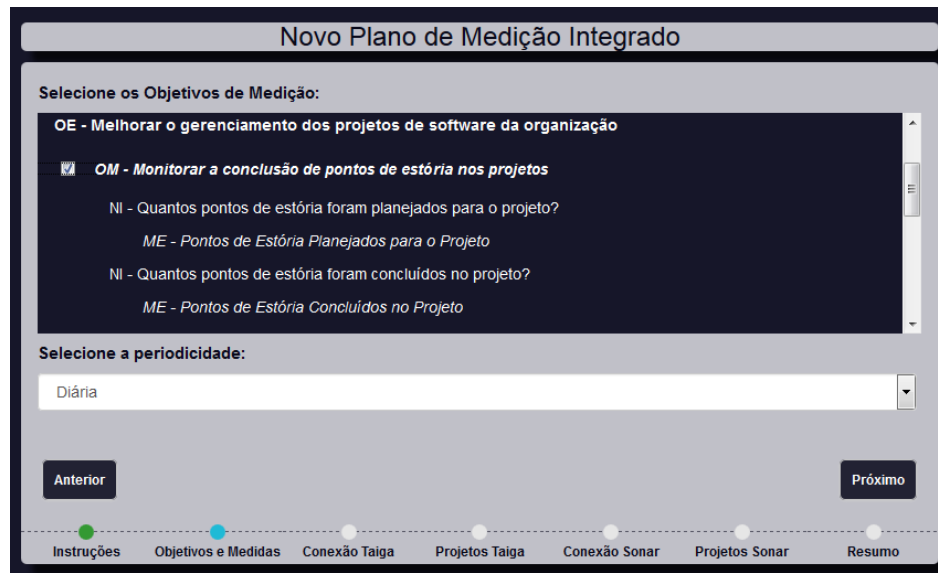 Novo Plano de Medição Integrado
Selecione os Objetivos de Medição:
OE - Melhorar o gerenciamento dos projetos de software da organização
OM - Monitorar a conclusão de pontos de estória nos projetos
NI - Quantos pontos de estória foram planejados para o projeto?
ME - Pontos de Estória Planejados para o Projeto
NI - Quantos pontos de estória foram concluídos no projeto?
ME - Pontos de Estória Concluídos no Projeto
Selecione a periodicidade:
Diária
Anterior
Próximo
Instruções
Objetivos e Medidas
Conexão Taiga
Projetos Taiga
Conexão Sonar
Projetos Sonar
Resumo